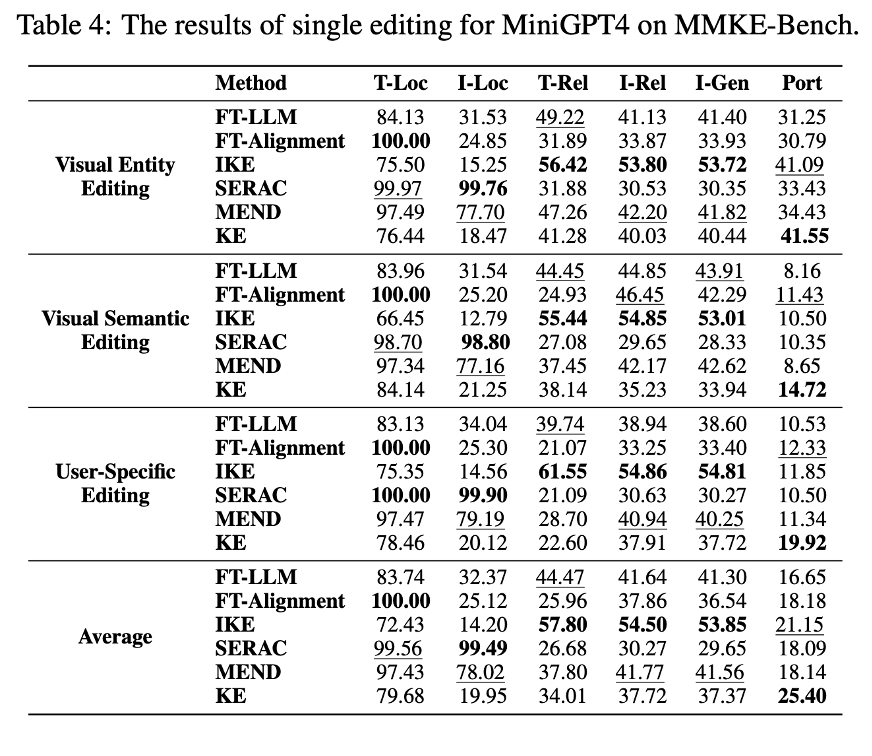 Table 4: The results of single editing for MiniGPT4 on MMKE-Bench.
Method T-Loc I-Loc T-Rel I-Rel I-Gen Port
Visual Entity Editing
FT-LLM 84.13 31.53 49.22 41.13 41.40 31.25
FT-Alignment 100.00 24.85 31.89 33.87 33.93 30.79
IKE 75.50 15.25 56.42 53.80 53.72 41.09
SERAC 99.97 99.76 31.88 30.53 30.35 33.43
MEND 97.49 77.70 47.26 42.20 41.82 34.43
KE 76.44 18.47 41.28 40.03 40.44 41.55
Visual Semantic Editing
FT-LLM 83.96 31.54 44.45 44.85 43.91 8.16
FT-Alignment 100.00 25.20 24.93 46.45 42.29 11.43
IKE 66.45 12.79 55.44 54.85 53.01 10.50
SERAC 98.70 98.80 27.08 29.65 28.33 10.35
MEND 97.34 77.16 37.45 42.17 42.62 8.65
KE 84.14 21.25 38.14 35.23 33.94 14.72
User-Specific Editing
FT-LLM 83.13 34.04 39.74 38.94 38.60 10.53
FT-Alignment 100.00 25.30 21.07 33.25 33.40 12.33
IKE 75.35 14.56 61.55 54.86 54.81 11.85
SERAC 100.00 99.90 21.09 30.63 30.27 10.50
MEND 97.47 79.19 28.70 40.94 40.25 11.34
KE 78.46 20.12 22.60 37.91 37.72 19.92
Average
FT-LLM 83.74 32.37 44.47 41.64 41.30 16.65
FT-Alignment 100.00 25.12 25.96 37.86 36.54 18.18
IKE 72.43 14.20 57.80 54.50 53.85 21.15
SERAC 99.56 99.49 26.68 30.27 29.65 18.09
MEND 97.43 78.02 37.80 41.77 41.56 18.14
KE 79.68 19.95 34.01 37.72 37.37 25.40